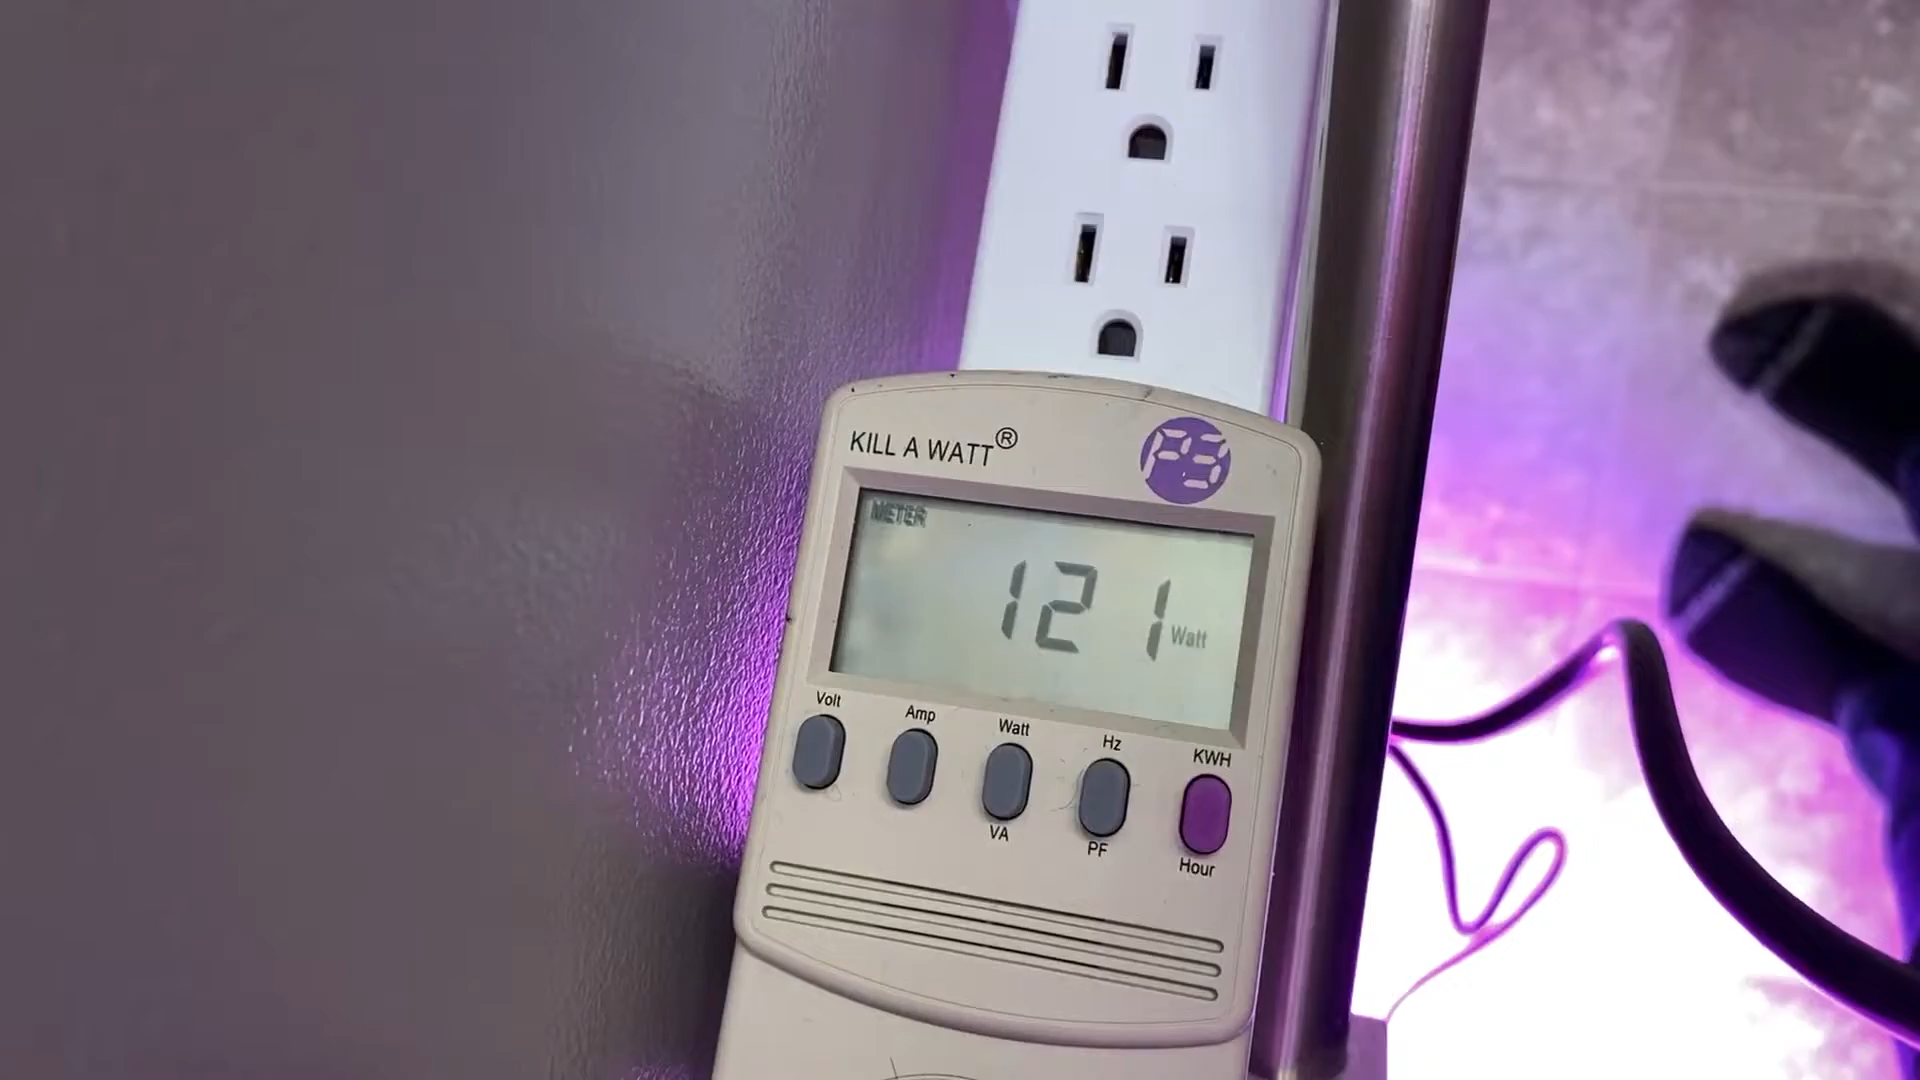 KILL A WATT®
P3
METER
121 Watt
Volt
Amp
Watt
Hz
KWH
VA
PF
Hour